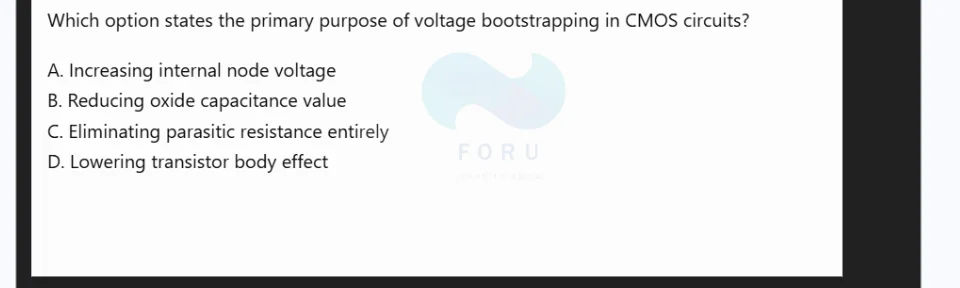 Which option states the primary purpose of voltage bootstrapping in CMOS circuits?
A. Increasing internal node voltage
B. Reducing oxide capacitance value
C. Eliminating parasitic resistance entirely
D. Lowering transistor body effect
FORU